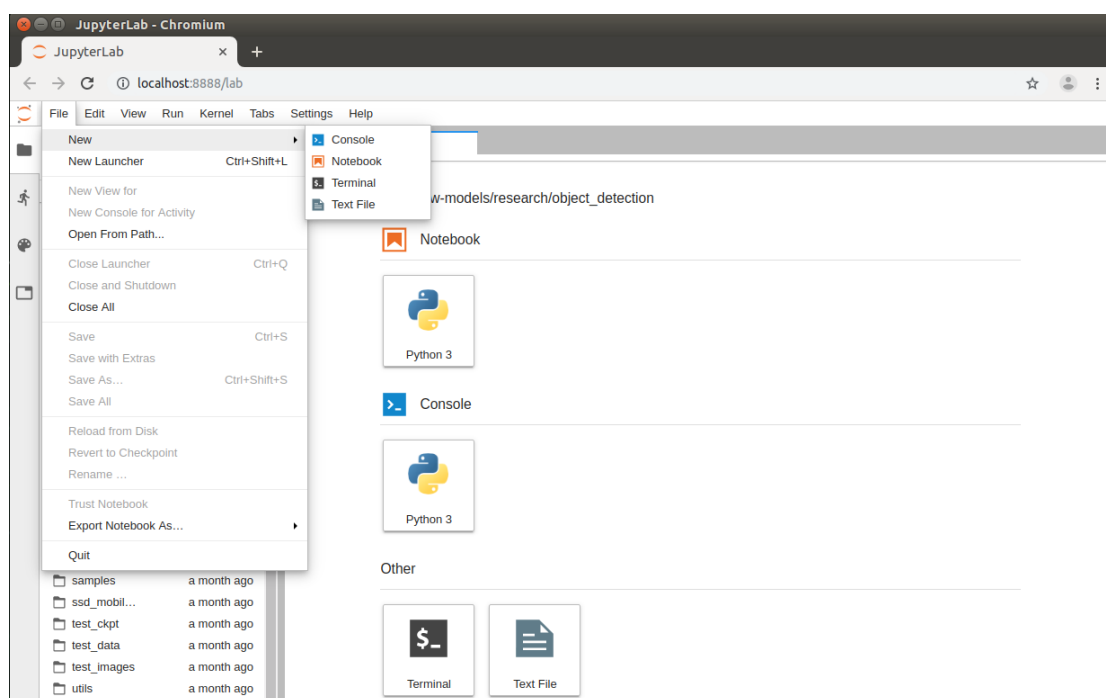 JupyterLab - Chromium
JupyterLab × +
localhost:8888/lab
File Edit View Run Kernel Tabs Settings Help
New
New Launcher Ctrl+Shift+L
New View for
New Console for Activity
Open From Path...
Close Launcher Ctrl+Q
Close and Shutdown
Close All
Save Ctrl+S
Save with Extras
Save As… Ctrl+Shift+S
Save All
Reload from Disk
Revert to Checkpoint
Rename …
Trust Notebook
Export Notebook As…
Quit
Console
Notebook
Terminal
Text File
samples a month ago
ssd_mobil… a month ago
test_ckpt a month ago
test_data a month ago
test_images a month ago
utils a month ago
w-models/research/object_detection
Notebook
Python 3
Console
Python 3
Other
$_
Terminal Text File